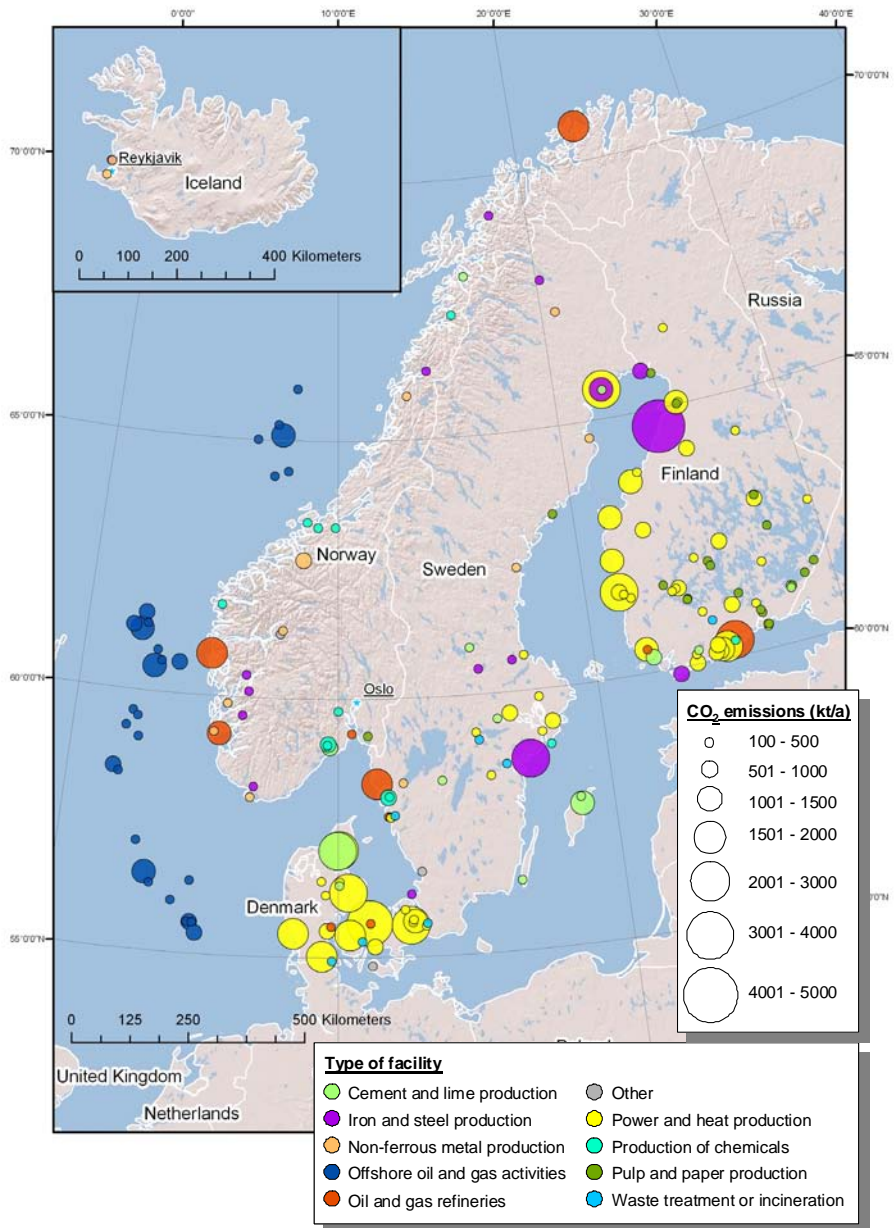 0°0'0" 10°0'0"E 20°0'0"E 30°0'0"E 40°0'0"E
70°0'0"N
70°0'0"N
Reykjavik
Iceland
0 100 200 400 Kilometers
Russia
65°0'0"N
65°0'0"N
Finland
Norway
Sweden
60°0'0"N
60°0'0"N
Oslo
CO2 emissions (kt/a)
100 - 500
501 - 1000
1001 - 1500
1501 - 2000
2001 - 3000
3001 - 4000
4001 - 5000
Denmark
55°0'0"N
0 125 250 500 Kilometers
United Kingdom
Netherlands
Type of facility
Cement and lime production
Iron and steel production
Non-ferrous metal production
Offshore oil and gas activities
Oil and gas refineries
Other
Power and heat production
Production of chemicals
Pulp and paper production
Waste treatment or incineration